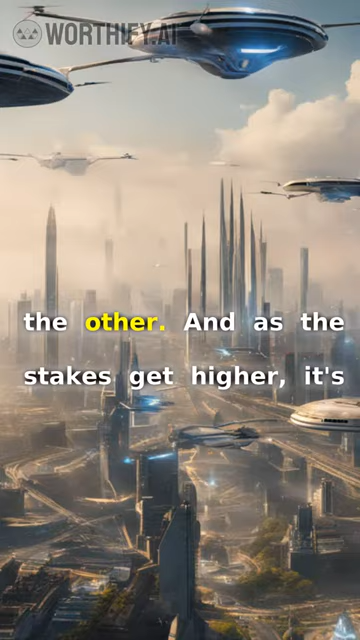 WORTHIFY.AI
the other. And as the
stakes get higher, it's